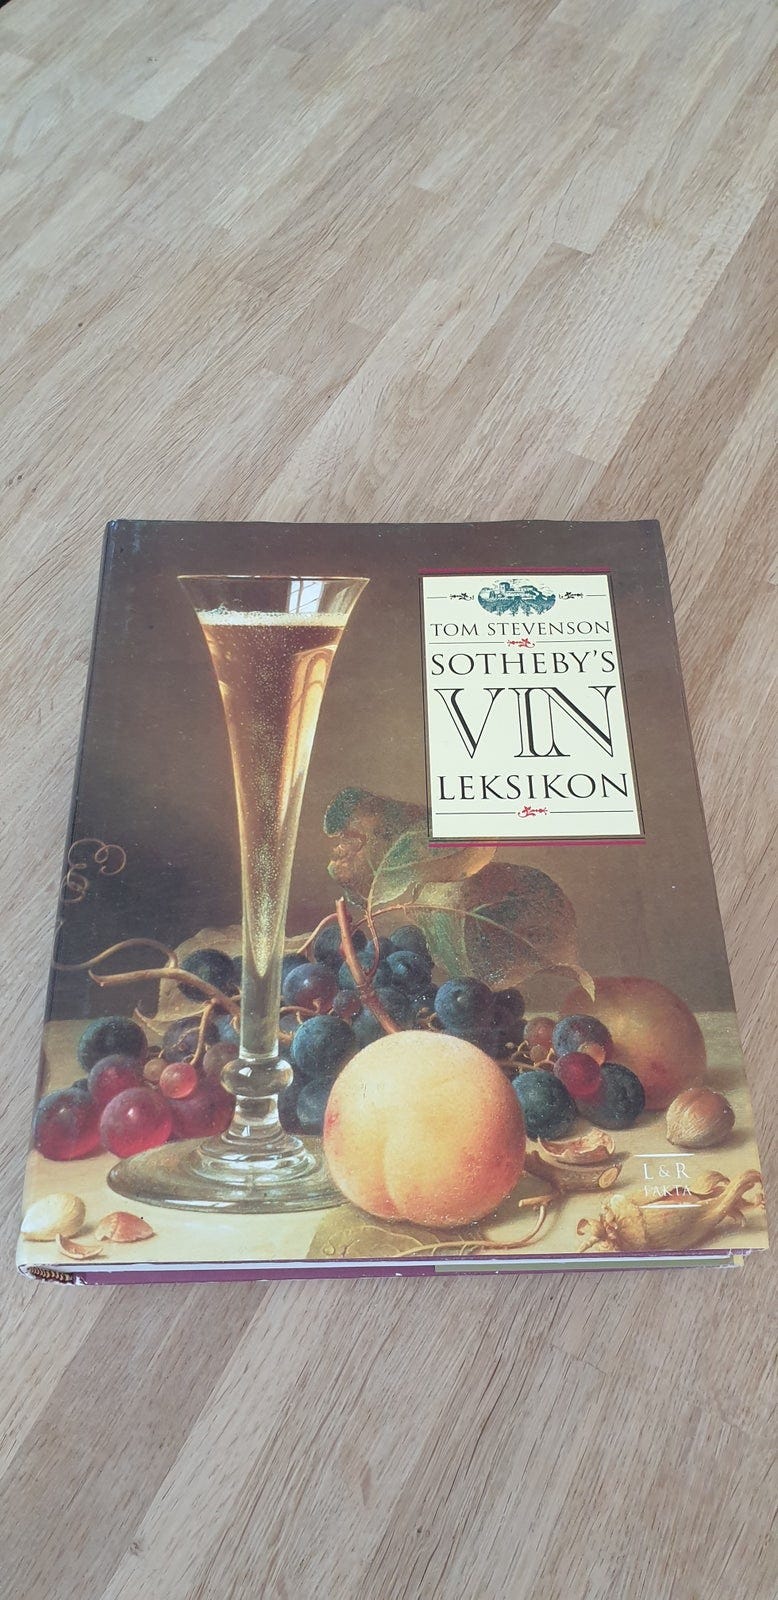 TOM STEVENSON
SOTHEBY'S
VIN
LEKSIKON
L & R
FAKTA